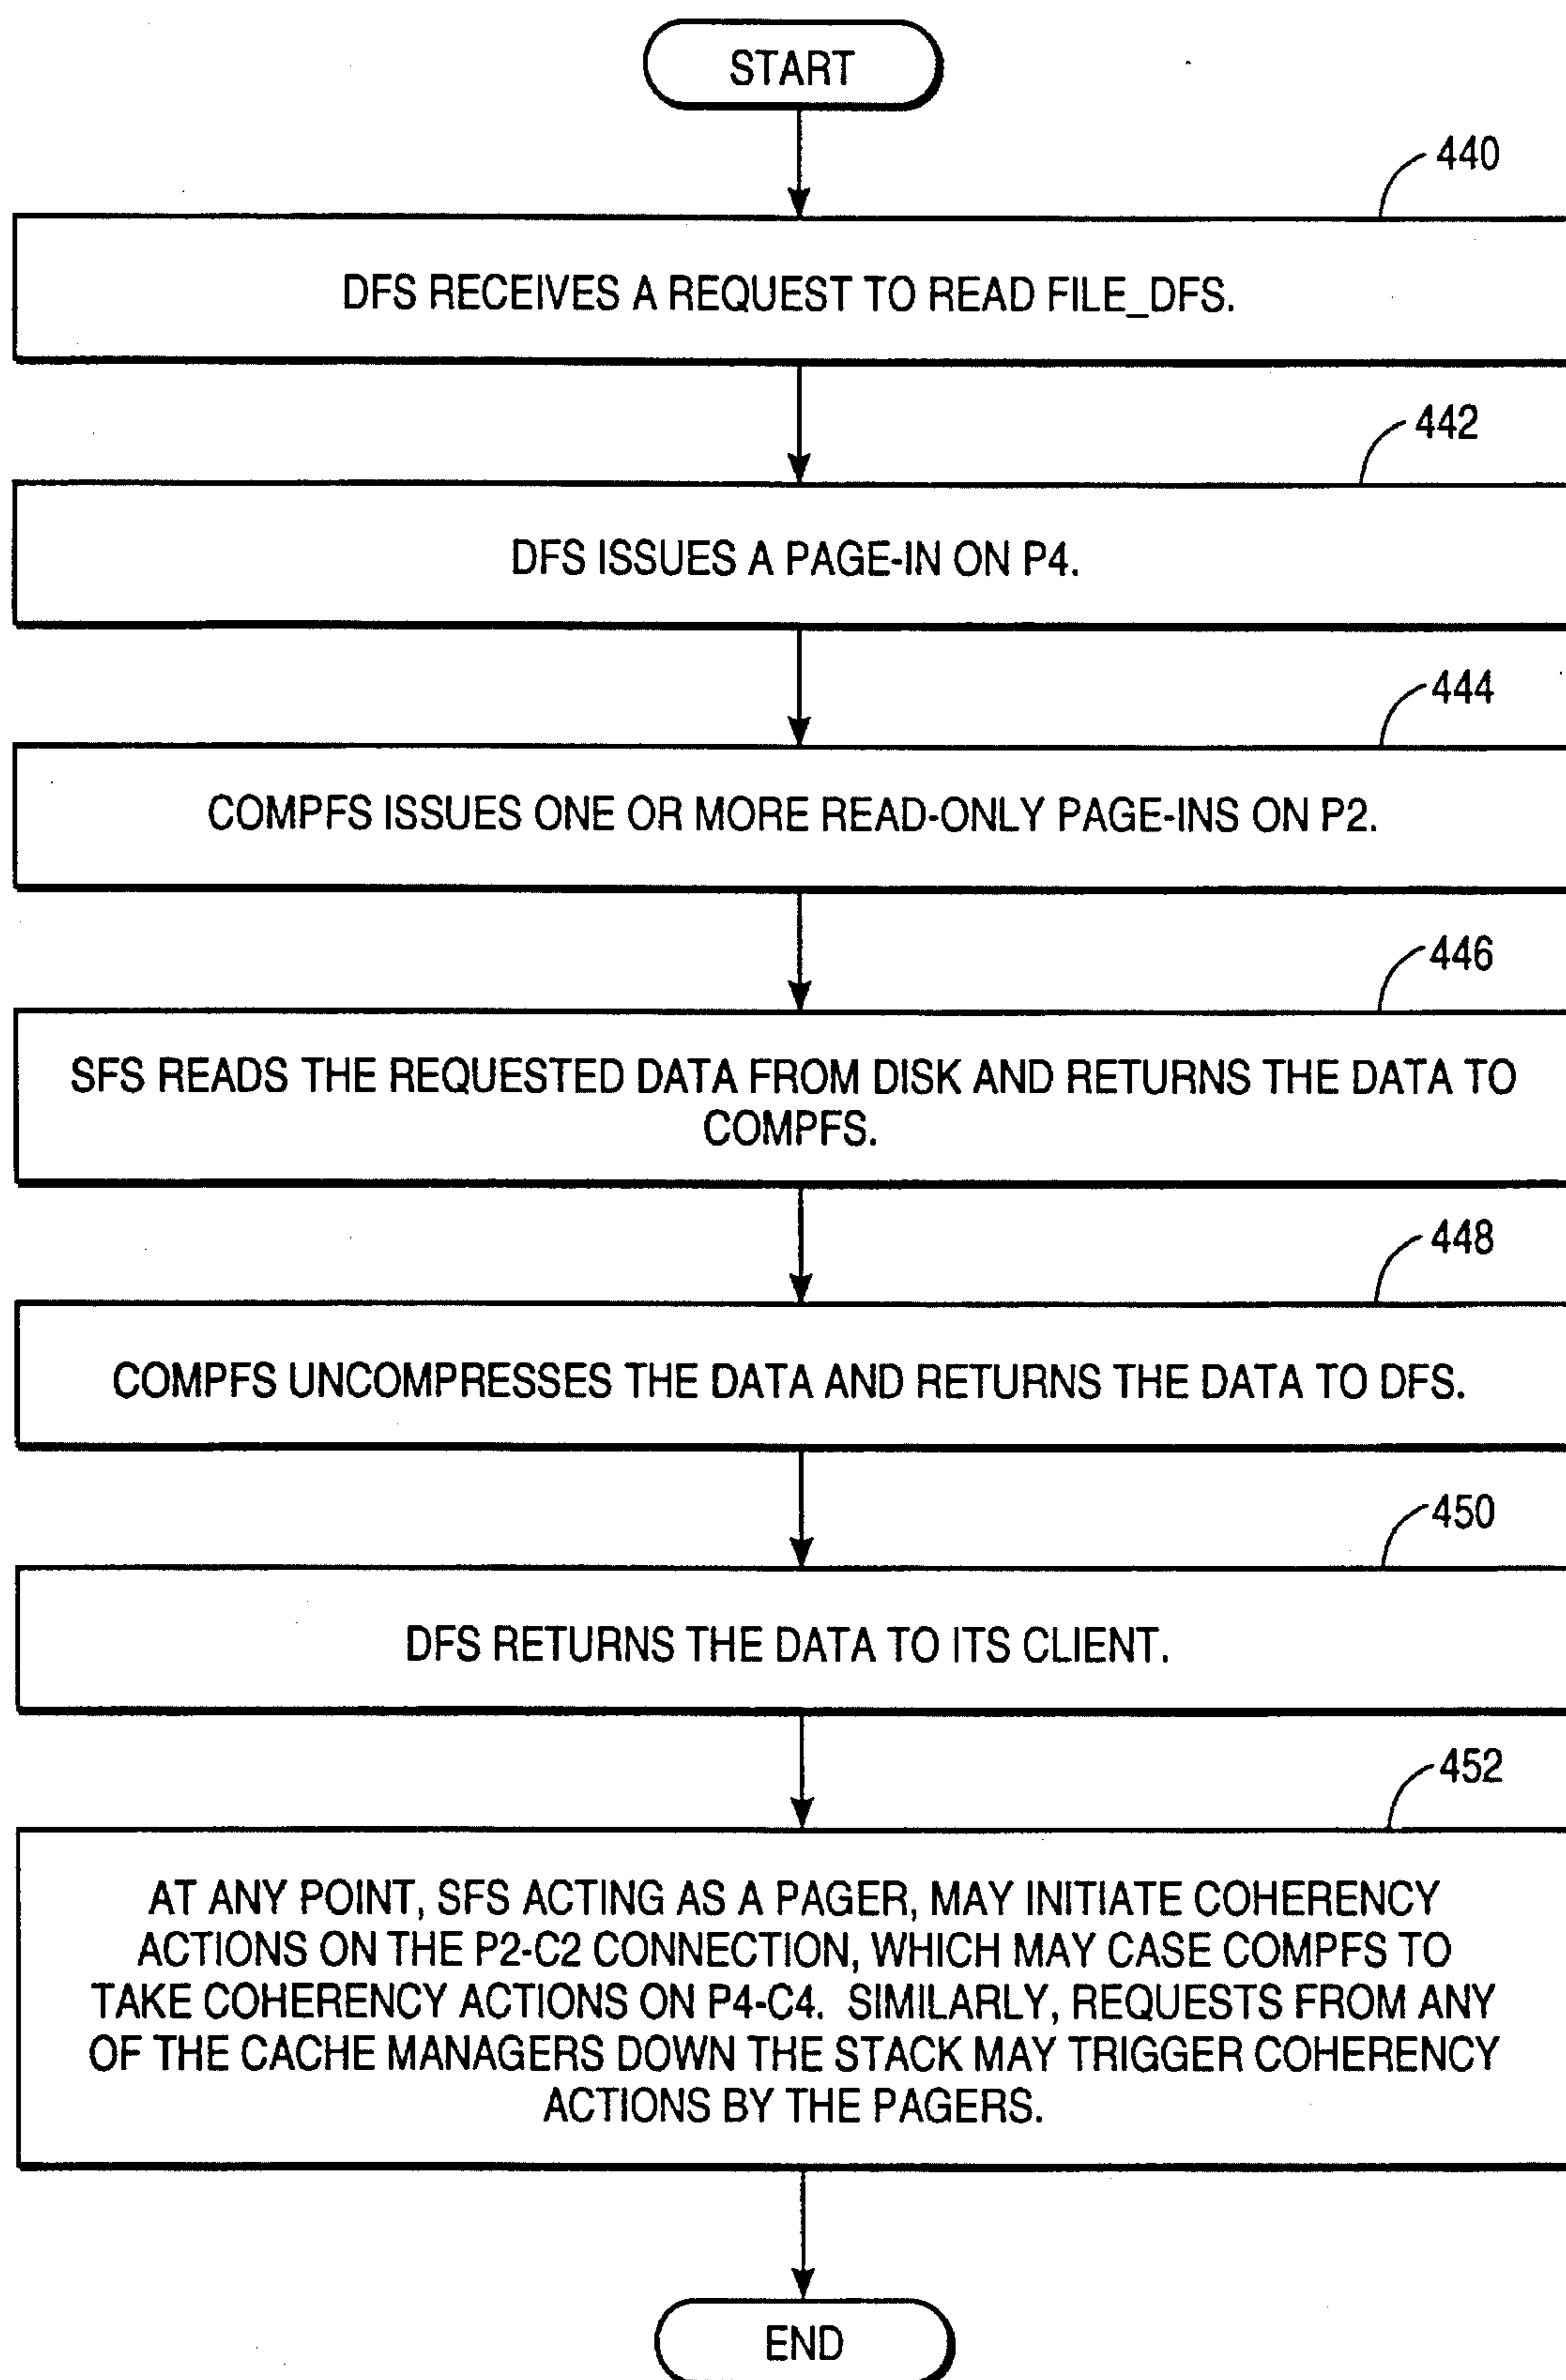 START
440
DFS RECEIVES A REQUEST TO READ FILE_DFS.
442
DFS ISSUES A PAGE-IN ON P4.
444
COMPFS ISSUES ONE OR MORE READ-ONLY PAGE-INS ON P2.
446
SFS READS THE REQUESTED DATA FROM DISK AND RETURNS THE DATA TO
COMPFS.
448
COMPFS UNCOMPRESSES THE DATA AND RETURNS THE DATA TO DFS.
450
DFS RETURNS THE DATA TO ITS CLIENT.
452
AT ANY POINT, SFS ACTING AS A PAGER, MAY INITIATE COHERENCY
ACTIONS ON THE P2-C2 CONNECTION, WHICH MAY CASE COMPFS TO
TAKE COHERENCY ACTIONS ON P4-C4. SIMILARLY, REQUESTS FROM ANY
OF THE CACHE MANAGERS DOWN THE STACK MAY TRIGGER COHERENCY
ACTIONS BY THE PAGERS.
END